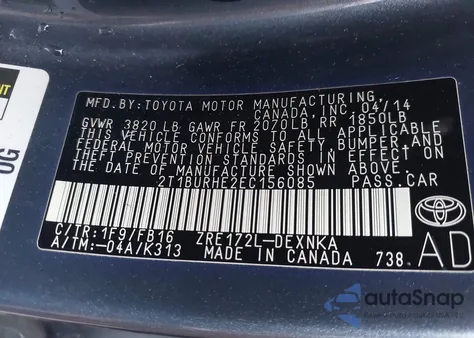 MFD.BY:TOYOTA MOTOR MANUFACTURING,
CANADA, INC. 04/14
GVWR 3820 LB GAWR FR 2070LB RR 1850LB
THIS VEHICLE CONFORMS TO ALL APPLICABLE
FEDERAL MOTOR VEHICLE SAFETY, BUMPER, AND
THEFT PREVENTION STANDARDS IN EFFECT ON
THE DATE OF MANUFACTURE SHOWN ABOVE.
2T1BURHE2EC156085 PASS.CAR
C/TR:1F9/FB16 ZRE172L-DEXNKA
A/TM:-04A/K313 MADE IN CANADA 738
TOYOTA
AD
OG
autoSnap